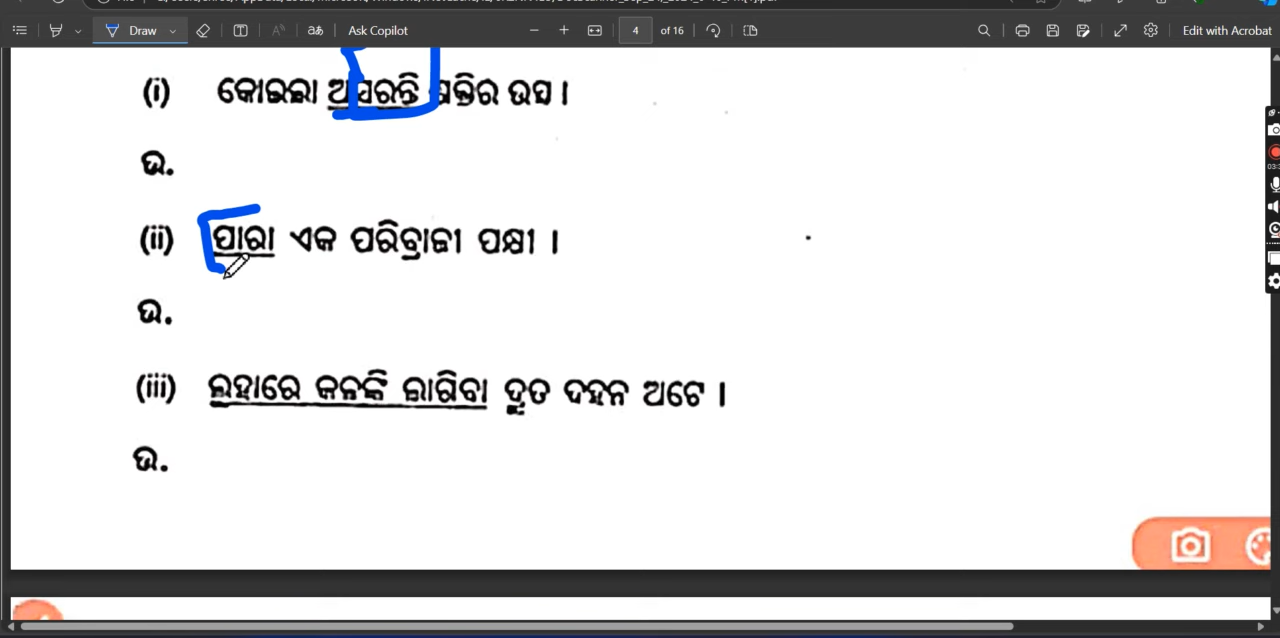 Draw
Ask Copilot
4 of 16
Edit with Acrobat
(i) କୋଇଲା ଅସରନ୍ତି ଶକ୍ତିର ଉତ୍ସ ।
ଉ.
(ii) ପାରା ଏକ ପରିବ୍ରାଜୀ ପକ୍ଷୀ ।
ଉ.
(iii) ଲୁହାରେ କଳଙ୍କି ଲାଗିବା ଦ୍ରୁତ ଦହନ ଅଟେ ।
ଉ.